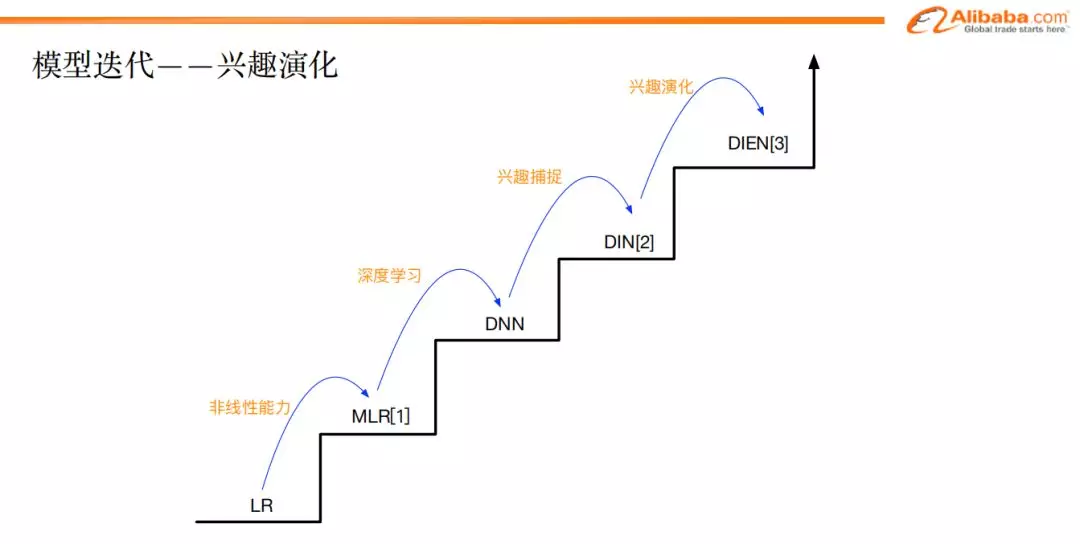 Alibaba.com
Global trade starts here.™
模型迭代——兴趣演化
兴趣演化
DIEN[3]
兴趣捕捉
DIN[2]
深度学习
DNN
非线性能力
MLR[1]
LR